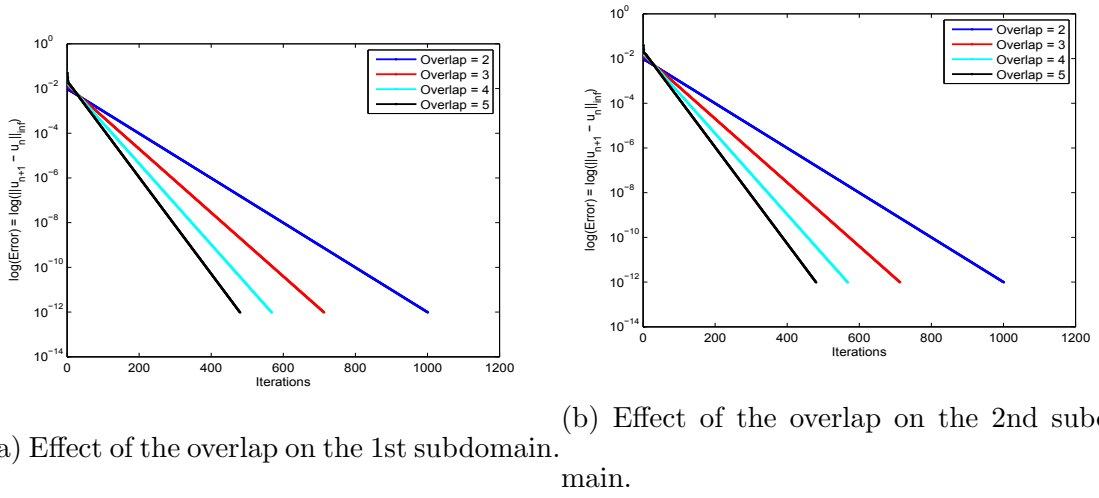 10^0
10^−2
10^−4
10^−6
10^−8
10^−10
10^−12
10^−14
log(Error) = log(||u_{n+1} − u_n||_{inf})
0 200 400 600 800 1000 1200
Iterations
Overlap = 2
Overlap = 3
Overlap = 4
Overlap = 5
a) Effect of the overlap on the 1st subdomain.
10^0
10^−2
10^−4
10^−6
10^−8
10^−10
10^−12
10^−14
log(Error) = log(||u_{n+1} − u_n||_{inf})
0 200 400 600 800 1000 1200
Iterations
Overlap = 2
Overlap = 3
Overlap = 4
Overlap = 5
(b) Effect of the overlap on the 2nd subd
main.